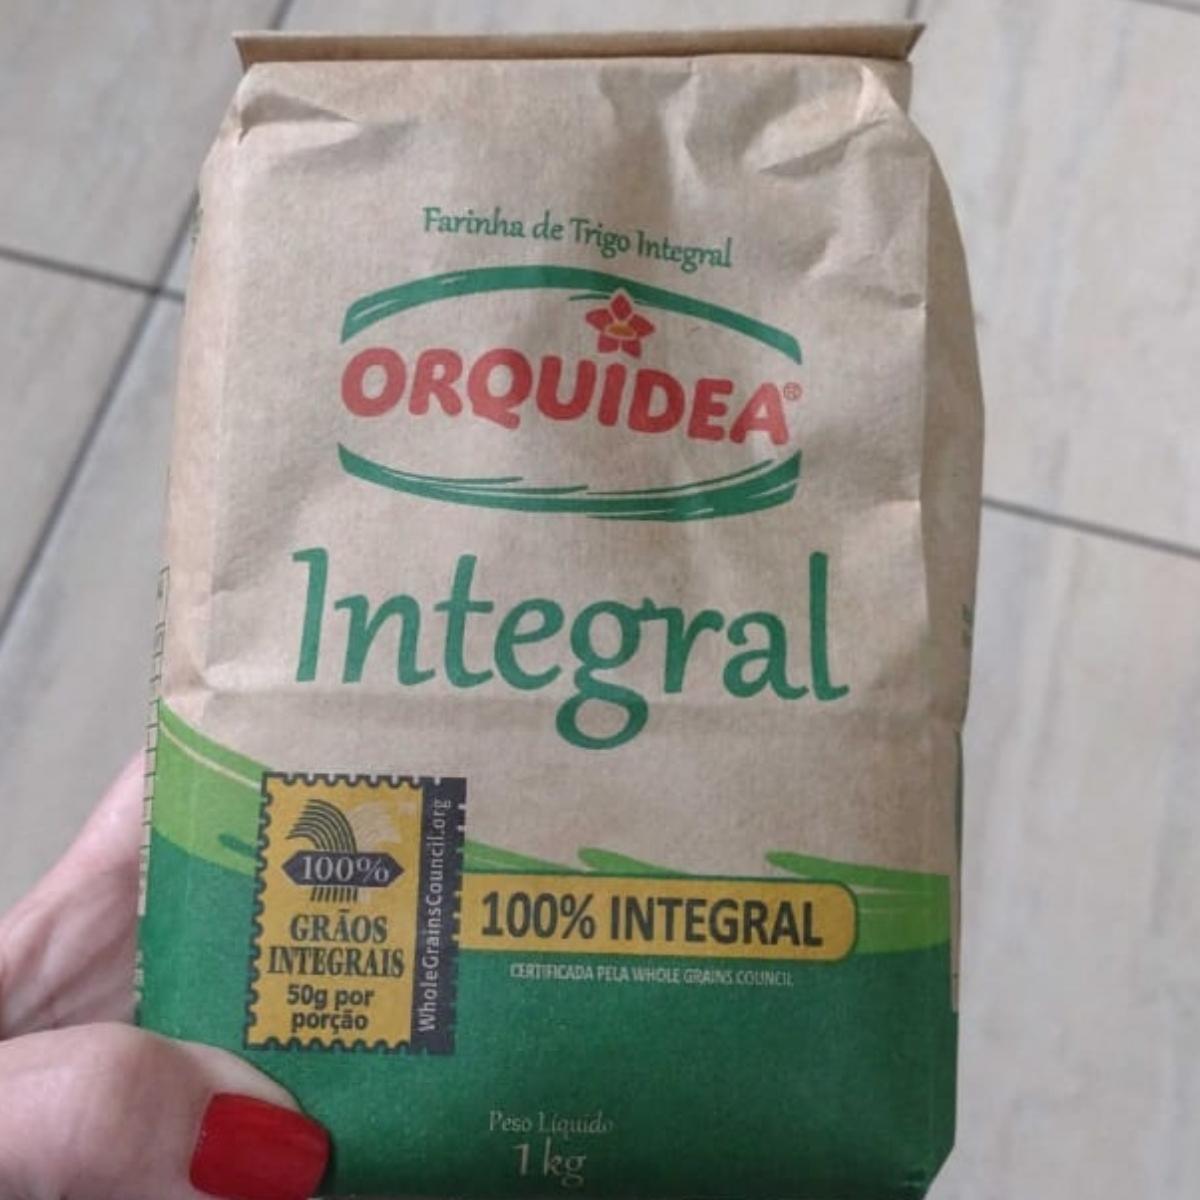 Farinha de Trigo Integral
ORQUÍDEA®
Integral
100%
GRÃOS
INTEGRAIS
50g por
porção
WholeGrainsCouncil.org
100% INTEGRAL
CERTIFICADA PELA WHOLE GRAINS COUNCIL
Peso Líquido
1 kg